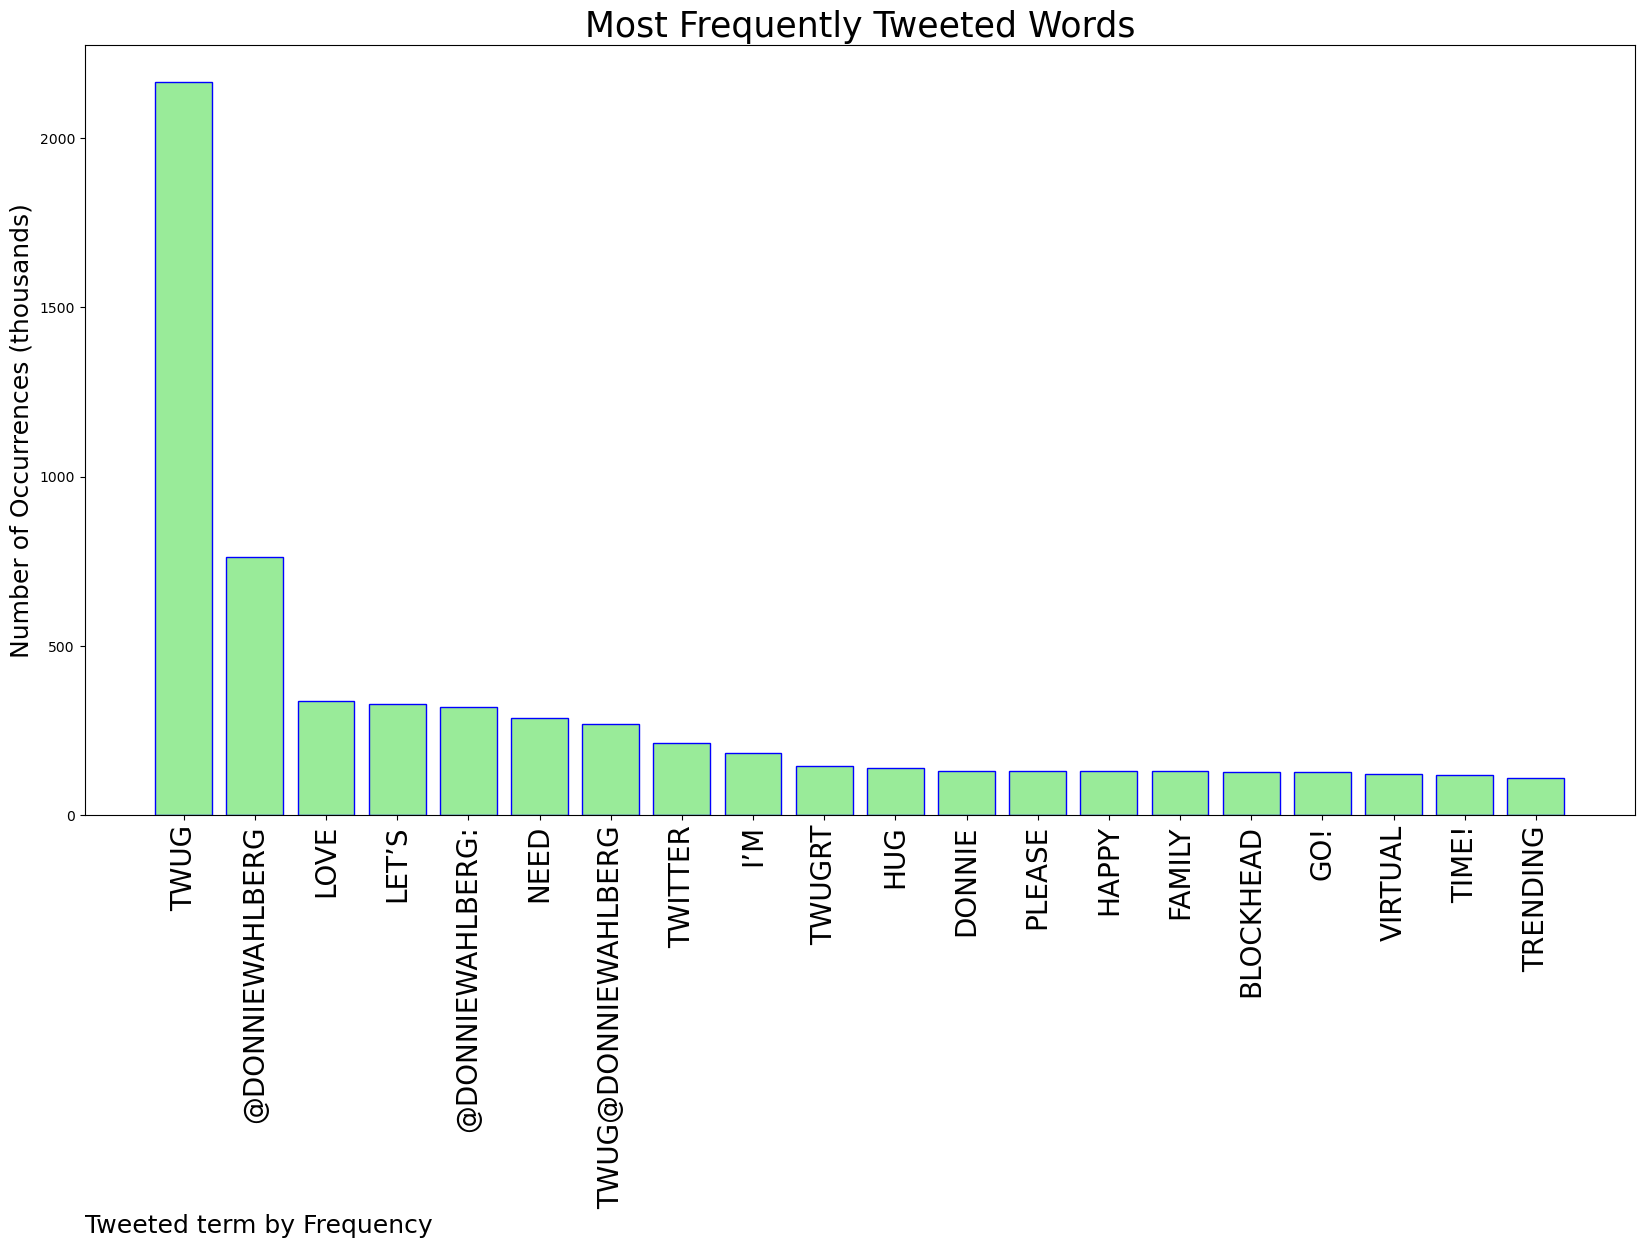 Most Frequently Tweeted Words
Number of Occurrences (thousands)
2000
1500
1000
500
0
TWUG
@DONNIEWAHLBERG
LOVE
LET’S
@DONNIEWAHLBERG:
NEED
TWUG@DONNIEWAHLBERG
TWITTER
I’M
TWUGRT
HUG
DONNIE
PLEASE
HAPPY
FAMILY
BLOCKHEAD
GO!
VIRTUAL
TIME!
TRENDING
Tweeted term by Frequency